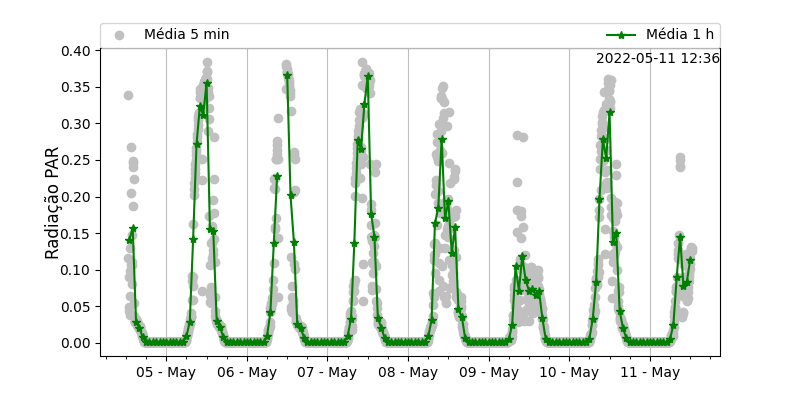 Média 5 min
Média 1 h
2022-05-11 12:36
Radiação PAR
0.40
0.35
0.30
0.25
0.20
0.15
0.10
0.05
0.00
05 - May
06 - May
07 - May
08 - May
09 - May
10 - May
11 - May